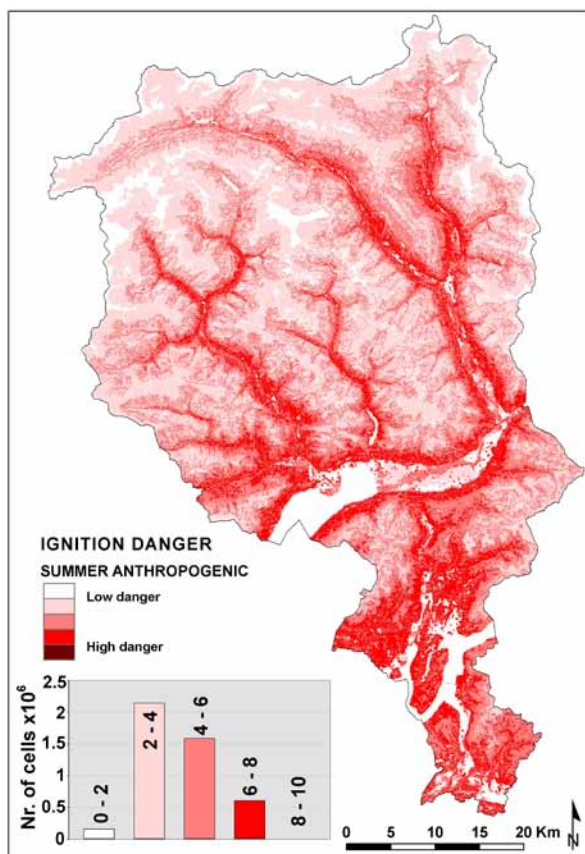 IGNITION DANGER
SUMMER ANTHROPOGENIC
Low danger
High danger
Nr. of cells x10⁶
2.5
2
1.5
1
0.5
0
0 - 2
2 - 4
4 - 6
6 - 8
8 - 10
0 5 10 15 20 Km
N